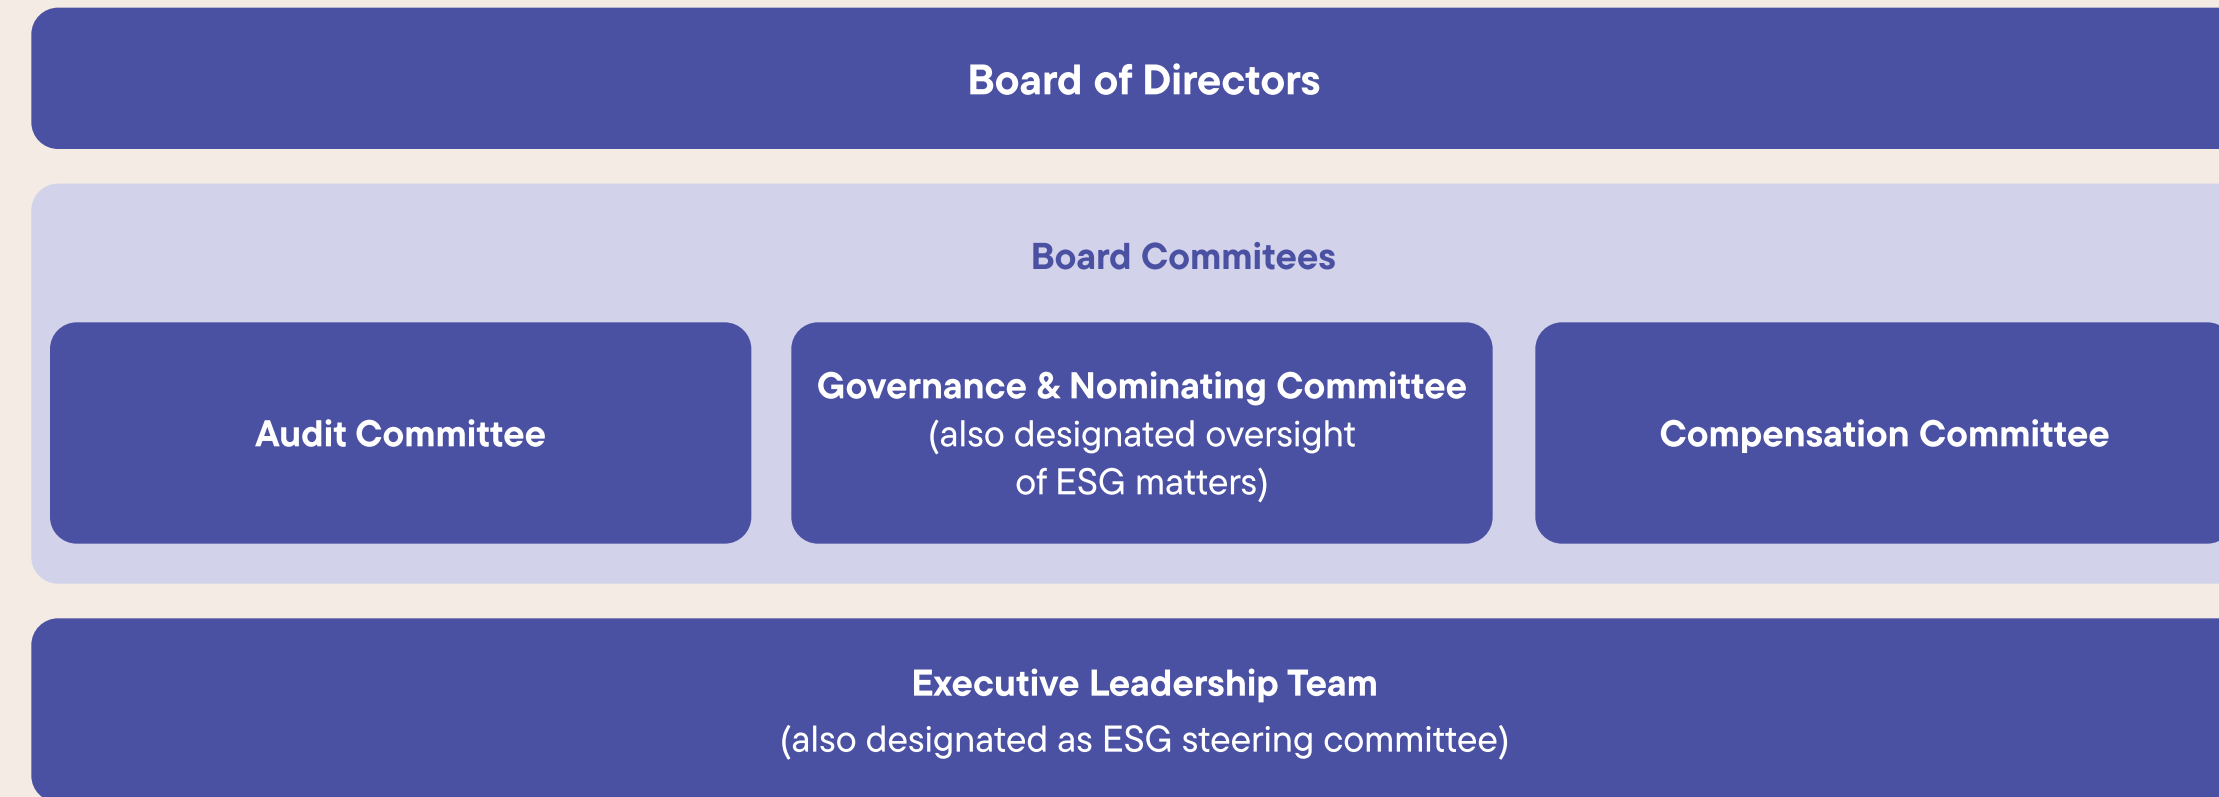 Board of Directors
Board Commitees
Audit Committee
Governance & Nominating Committee
(also designated oversight
of ESG matters)
Compensation Committee
Executive Leadership Team
(also designated as ESG steering committee)